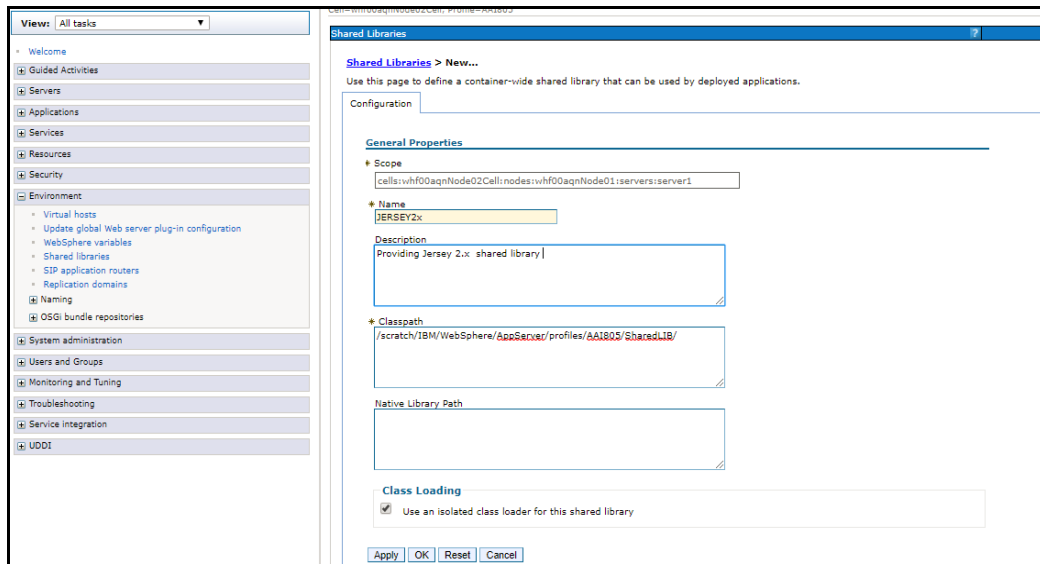 Cell=whf00aqnNode02Cell, Profile=AAI805
View: All tasks
Welcome
Guided Activities
Servers
Applications
Services
Resources
Security
Environment
Virtual hosts
Update global Web server plug-in configuration
WebSphere variables
Shared libraries
SIP application routers
Replication domains
Naming
OSGi bundle repositories
System administration
Users and Groups
Monitoring and Tuning
Troubleshooting
Service integration
UDDI
Shared Libraries ?
Shared Libraries > New...
Use this page to define a container-wide shared library that can be used by deployed applications.
Configuration
General Properties
* Scope
cells:whf00aqnNode02Cell:nodes:whf00aqnNode01:servers:server1
* Name
JERSEY2x
Description
Providing Jersey 2.x shared library
* Classpath
/scratch/IBM/WebSphere/AppServer/profiles/AAI805/SharedLIB/
Native Library Path
Class Loading
Use an isolated class loader for this shared library
Apply OK Reset Cancel